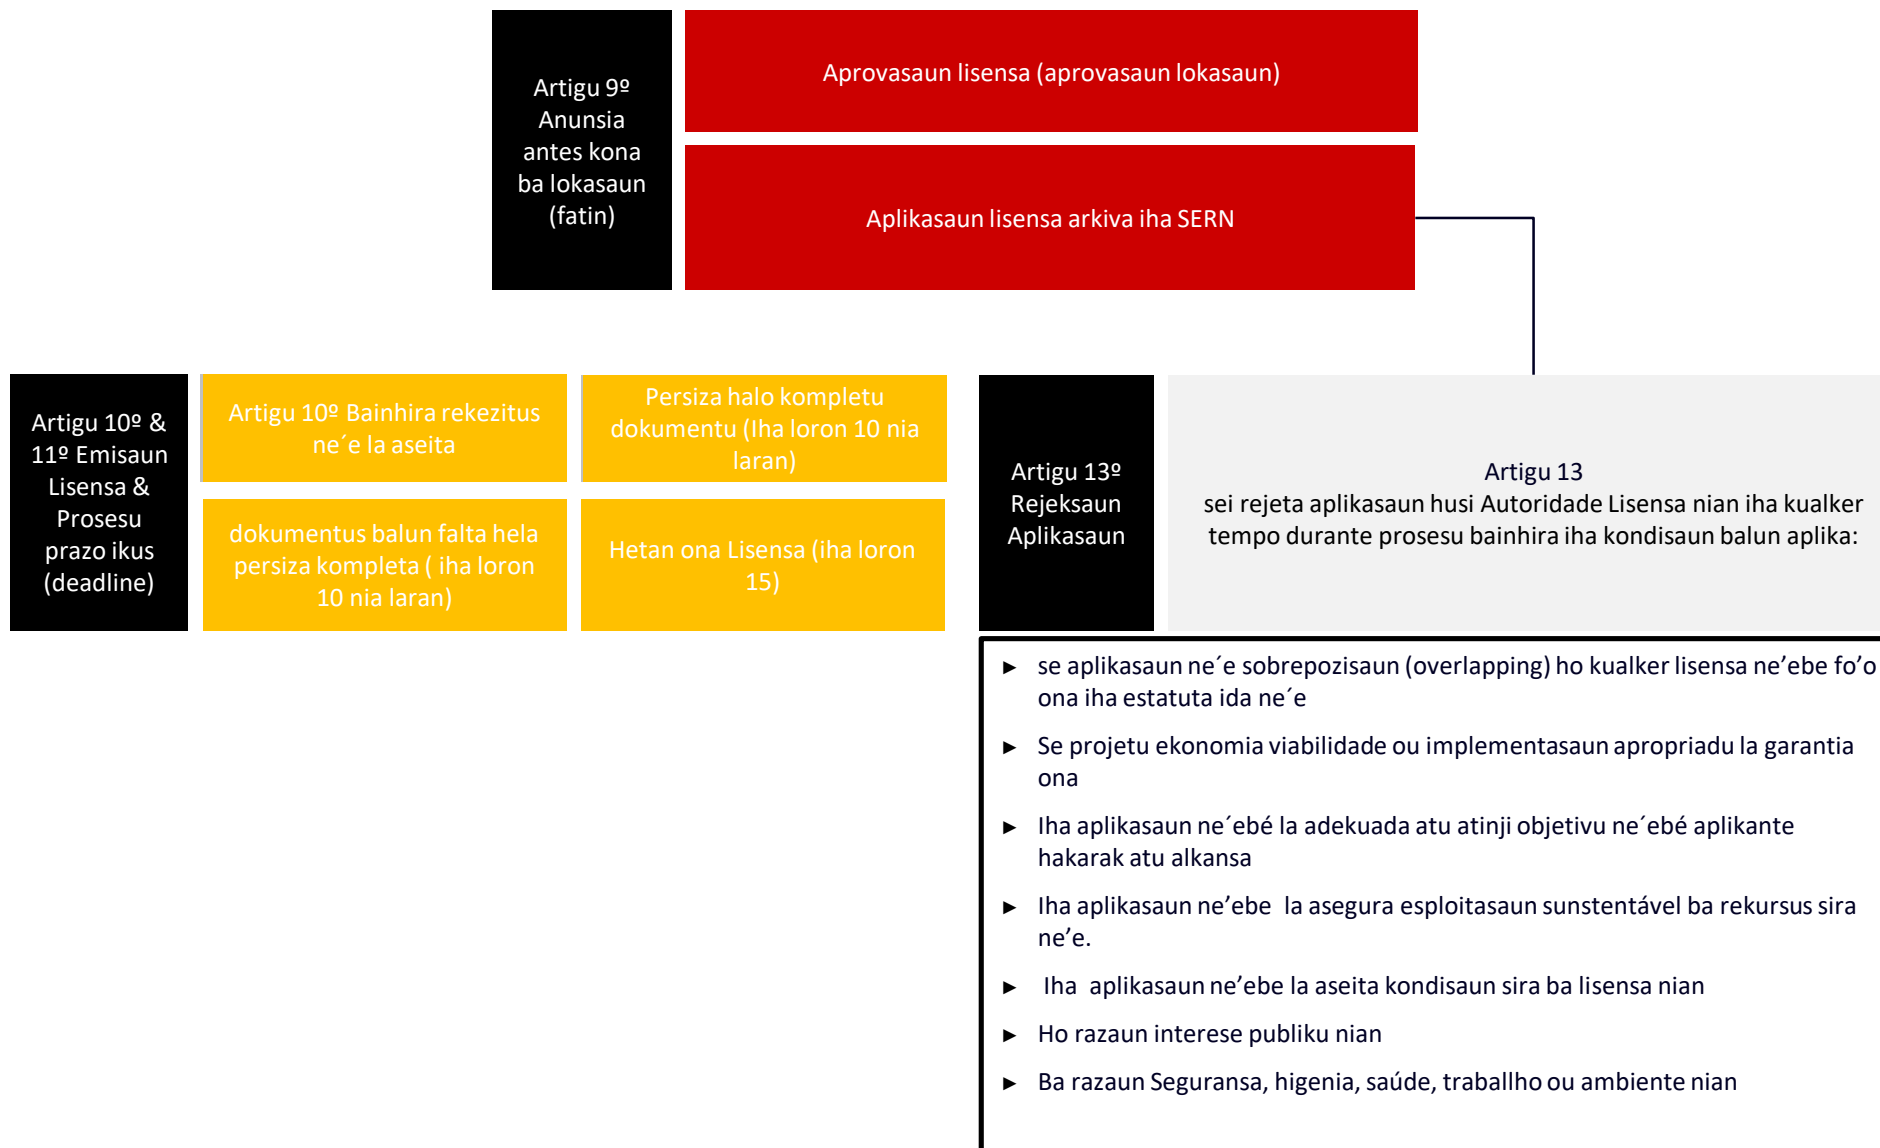 Artigu 9º
Anunsia
antes kona
ba lokasaun
(fatin)
Aprovasaun lisensa (aprovasaun lokasaun)
Aplikasaun lisensa arkiva iha SERN
Artigu 10º &
11º Emisaun
Lisensa &
Prosesu
prazo ikus
(deadline)
Artigu 10º Bainhira rekezitus
ne´e la aseita
Persiza halo kompletu
dokumentu (Iha loron 10 nia
laran)
dokumentus balun falta hela
persiza kompleta ( iha loron
10 nia laran)
Hetan ona Lisensa (iha loron
15)
Artigu 13º
Rejeksaun
Aplikasaun
Artigu 13
sei rejeta aplikasaun husi Autoridade Lisensa nian iha kualker
tempo durante prosesu bainhira iha kondisaun balun aplika:
► se aplikasaun ne´e sobrepozisaun (overlapping) ho kualker lisensa ne’ebe fo’o
ona iha estatuta ida ne´e
► Se projetu ekonomia viabilidade ou implementasaun apropriadu la garantia
ona
► Iha aplikasaun ne´ebé la adekuada atu atinji objetivu ne´ebé aplikante
hakarak atu alkansa
► Iha aplikasaun ne’ebe la asegura esploitasaun sunstentável ba rekursus sira
ne’e.
► Iha aplikasaun ne’ebe la aseita kondisaun sira ba lisensa nian
► Ho razaun interese publiku nian
► Ba razaun Seguransa, higenia, saúde, traballho ou ambiente nian